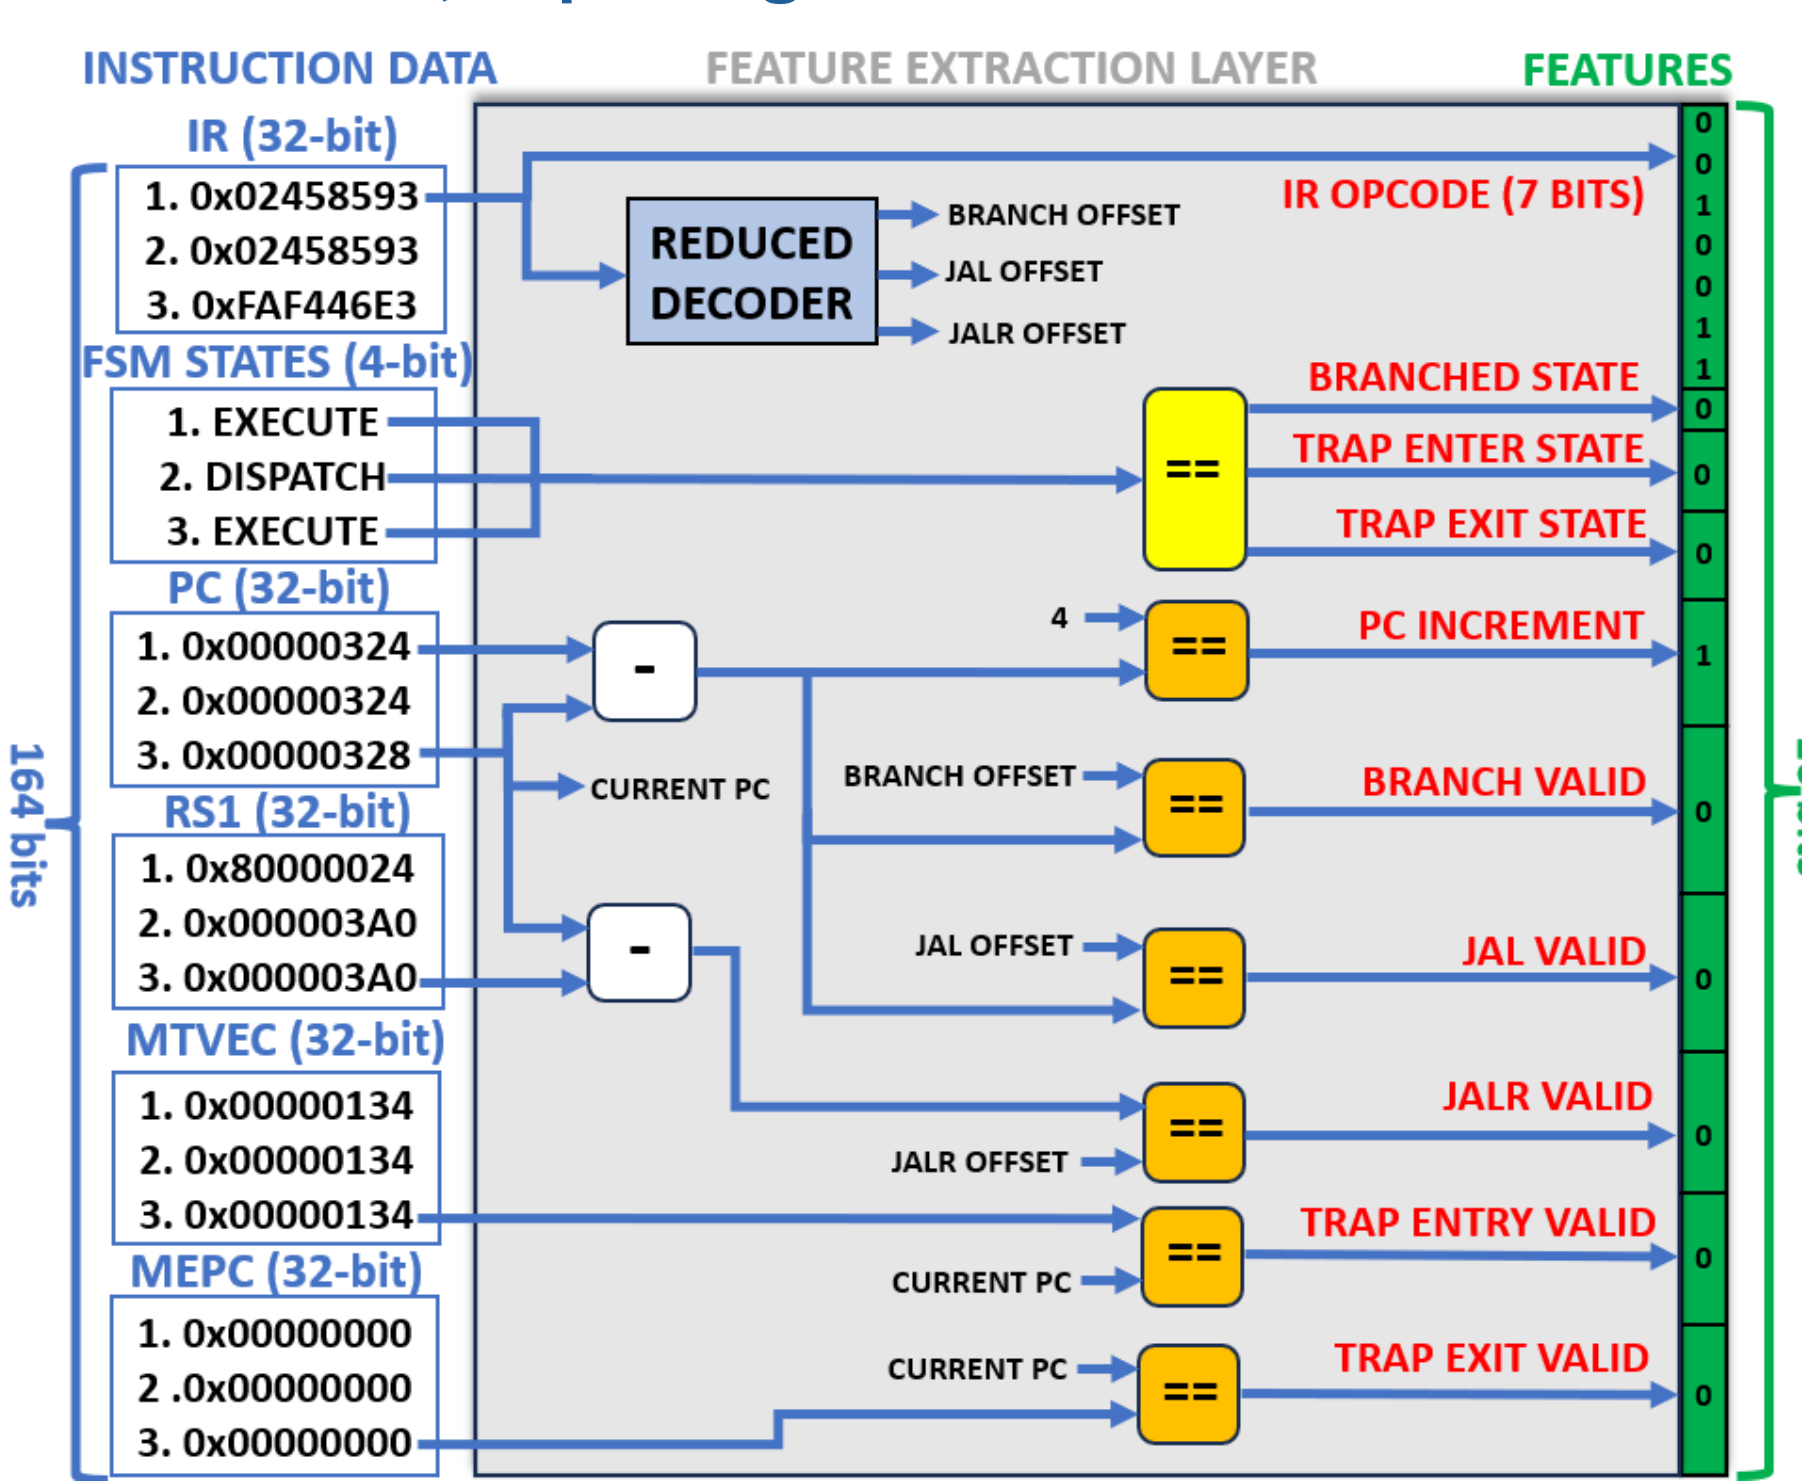 INSTRUCTION DATA
FEATURE EXTRACTION LAYER
FEATURES
IR (32-bit)
1. 0x02458593
2. 0x02458593
3. 0xFAF446E3
FSM STATES (4-bit)
1. EXECUTE
2. DISPATCH
3. EXECUTE
PC (32-bit)
1. 0x00000324
2. 0x00000324
3. 0x00000328
RS1 (32-bit)
1. 0x80000024
2. 0x000003A0
3. 0x000003A0
MTVEC (32-bit)
1. 0x00000134
2. 0x00000134
3. 0x00000134
MEPC (32-bit)
1. 0x00000000
2 .0x00000000
3. 0x00000000
164 bits
REDUCED
DECODER
BRANCH OFFSET
JAL OFFSET
JALR OFFSET
==
-
CURRENT PC
-
4
==
BRANCH OFFSET
==
JAL OFFSET
==
==
JALR OFFSET
==
CURRENT PC
CURRENT PC
==
IR OPCODE (7 BITS)
BRANCHED STATE
TRAP ENTER STATE
TRAP EXIT STATE
PC INCREMENT
BRANCH VALID
JAL VALID
JALR VALID
TRAP ENTRY VALID
TRAP EXIT VALID
0
0
1
0
0
1
1
0
0
0
1
0
0
0
0
0